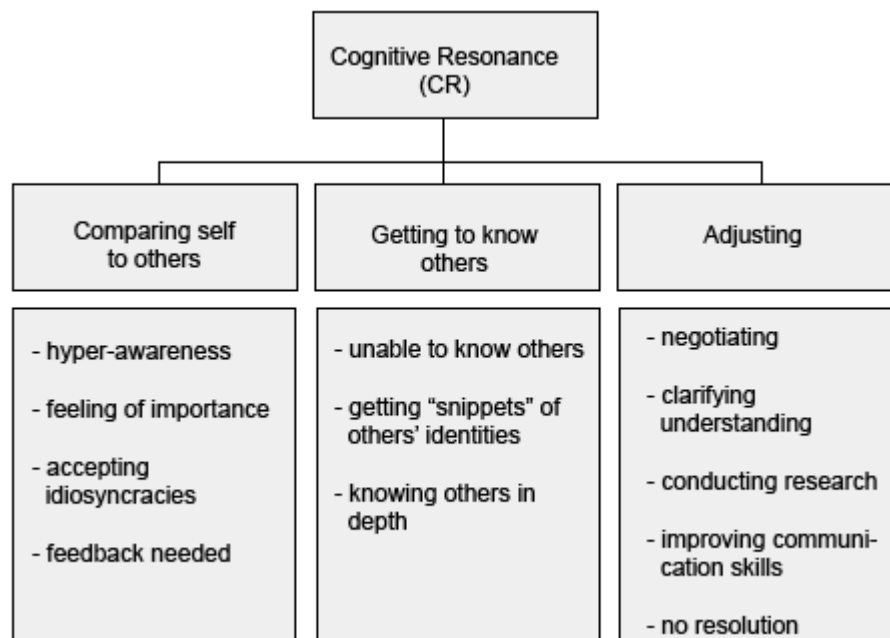 Cognitive Resonance
(CR)
Comparing self
to others
Getting to know
others
Adjusting
- hyper-awareness
- feeling of importance
- accepting
idiosyncracies
- feedback needed
- unable to know others
- getting “snippets” of
others’ identities
- knowing others in
depth
- negotiating
- clarifying
understanding
- conducting research
- improving communi-
cation skills
- no resolution